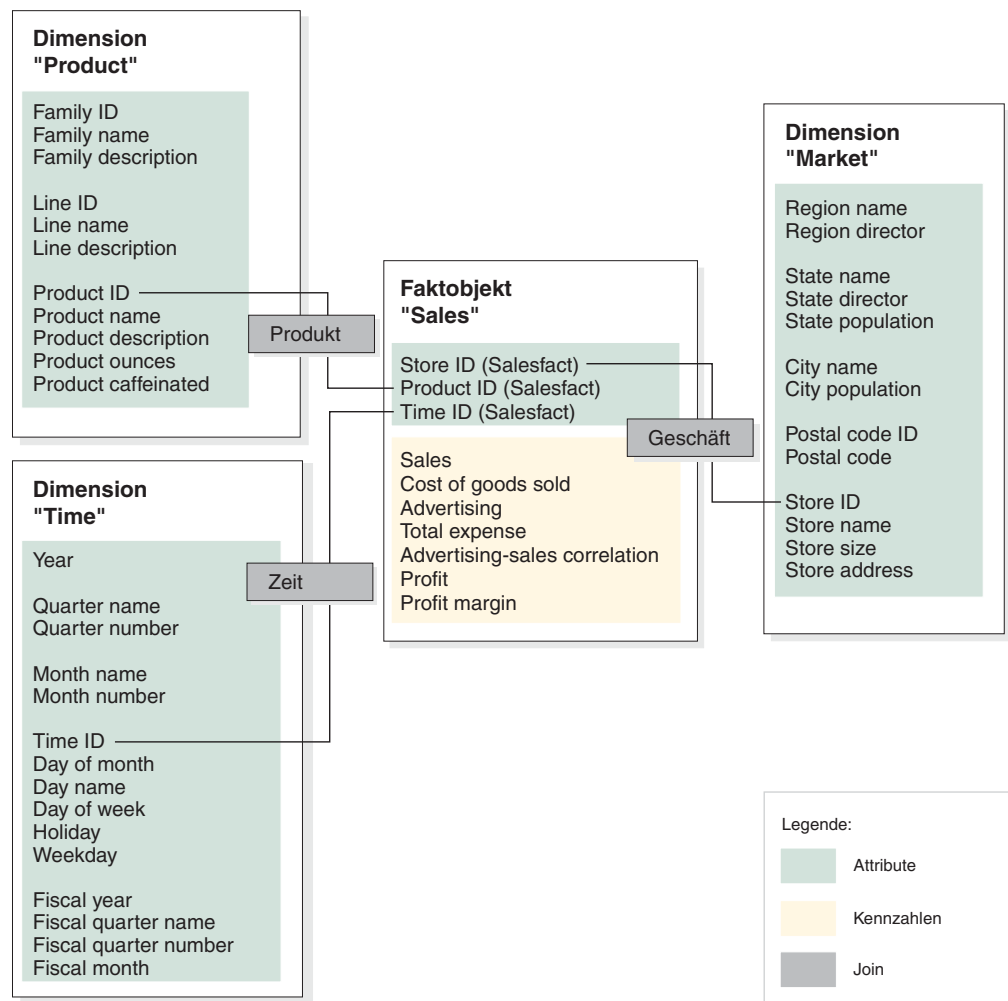 Dimension
"Product"
Family ID
Family name
Family description
Line ID
Line name
Line description
Product ID
Product name
Product description
Product ounces
Product caffeinated
Produkt
Dimension
"Time"
Year
Quarter name
Quarter number
Month name
Month number
Time ID
Day of month
Day name
Day of week
Holiday
Weekday
Fiscal year
Fiscal quarter name
Fiscal quarter number
Fiscal month
Zeit
Faktobjekt
"Sales"
Store ID (Salesfact)
Product ID (Salesfact)
Time ID (Salesfact)
Sales
Cost of goods sold
Advertising
Total expense
Advertising-sales correlation
Profit
Profit margin
Geschäft
Dimension
"Market"
Region name
Region director
State name
State director
State population
City name
City population
Postal code ID
Postal code
Store ID
Store name
Store size
Store address
Legende:
Attribute
Kennzahlen
Join